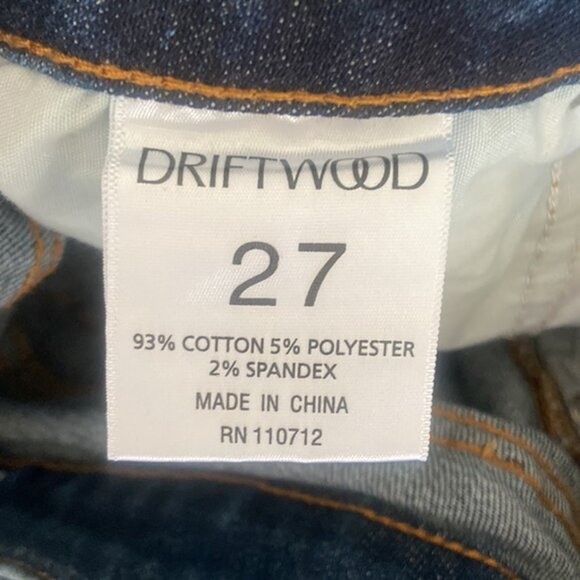 DRIFTWOOD
27
93% COTTON 5% POLYESTER
2% SPANDEX
MADE IN CHINA
RN 110712